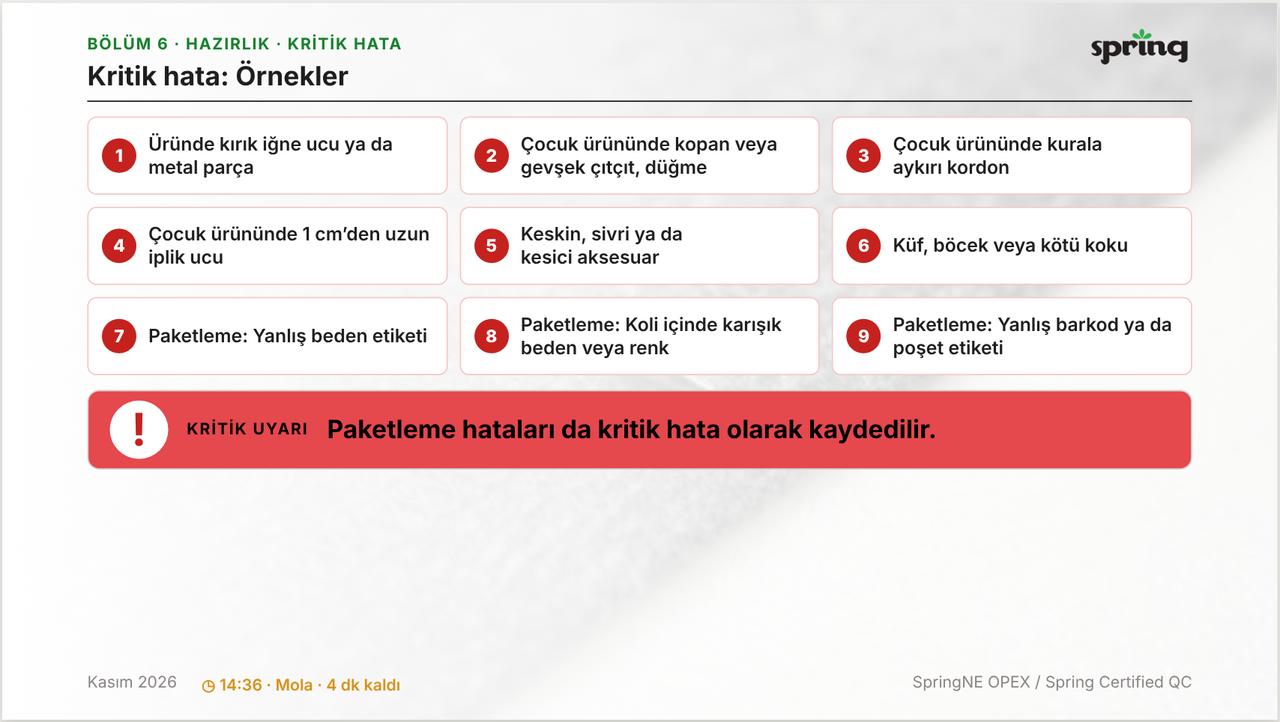 BÖLÜM 6 · HAZIRLIK · KRİTİK HATA
spring
Kritik hata: Örnekler
1
Üründe kırık iğne ucu ya da
metal parça
2
Çocuk ürününde kopan veya
gevşek çıtçıt, düğme
3
Çocuk ürününde kurala
aykırı kordon
4
Çocuk ürününde 1 cm’den uzun
iplik ucu
5
Keskin, sivri ya da
kesici aksesuar
6
Küf, böcek veya kötü koku
7
Paketleme: Yanlış beden etiketi
8
Paketleme: Koli içinde karışık
beden veya renk
9
Paketleme: Yanlış barkod ya da
poşet etiketi
! KRİTİK UYARI Paketleme hataları da kritik hata olarak kaydedilir.
Kasım 2026
14:36 · Mola · 4 dk kaldı
SpringNE OPEX / Spring Certified QC